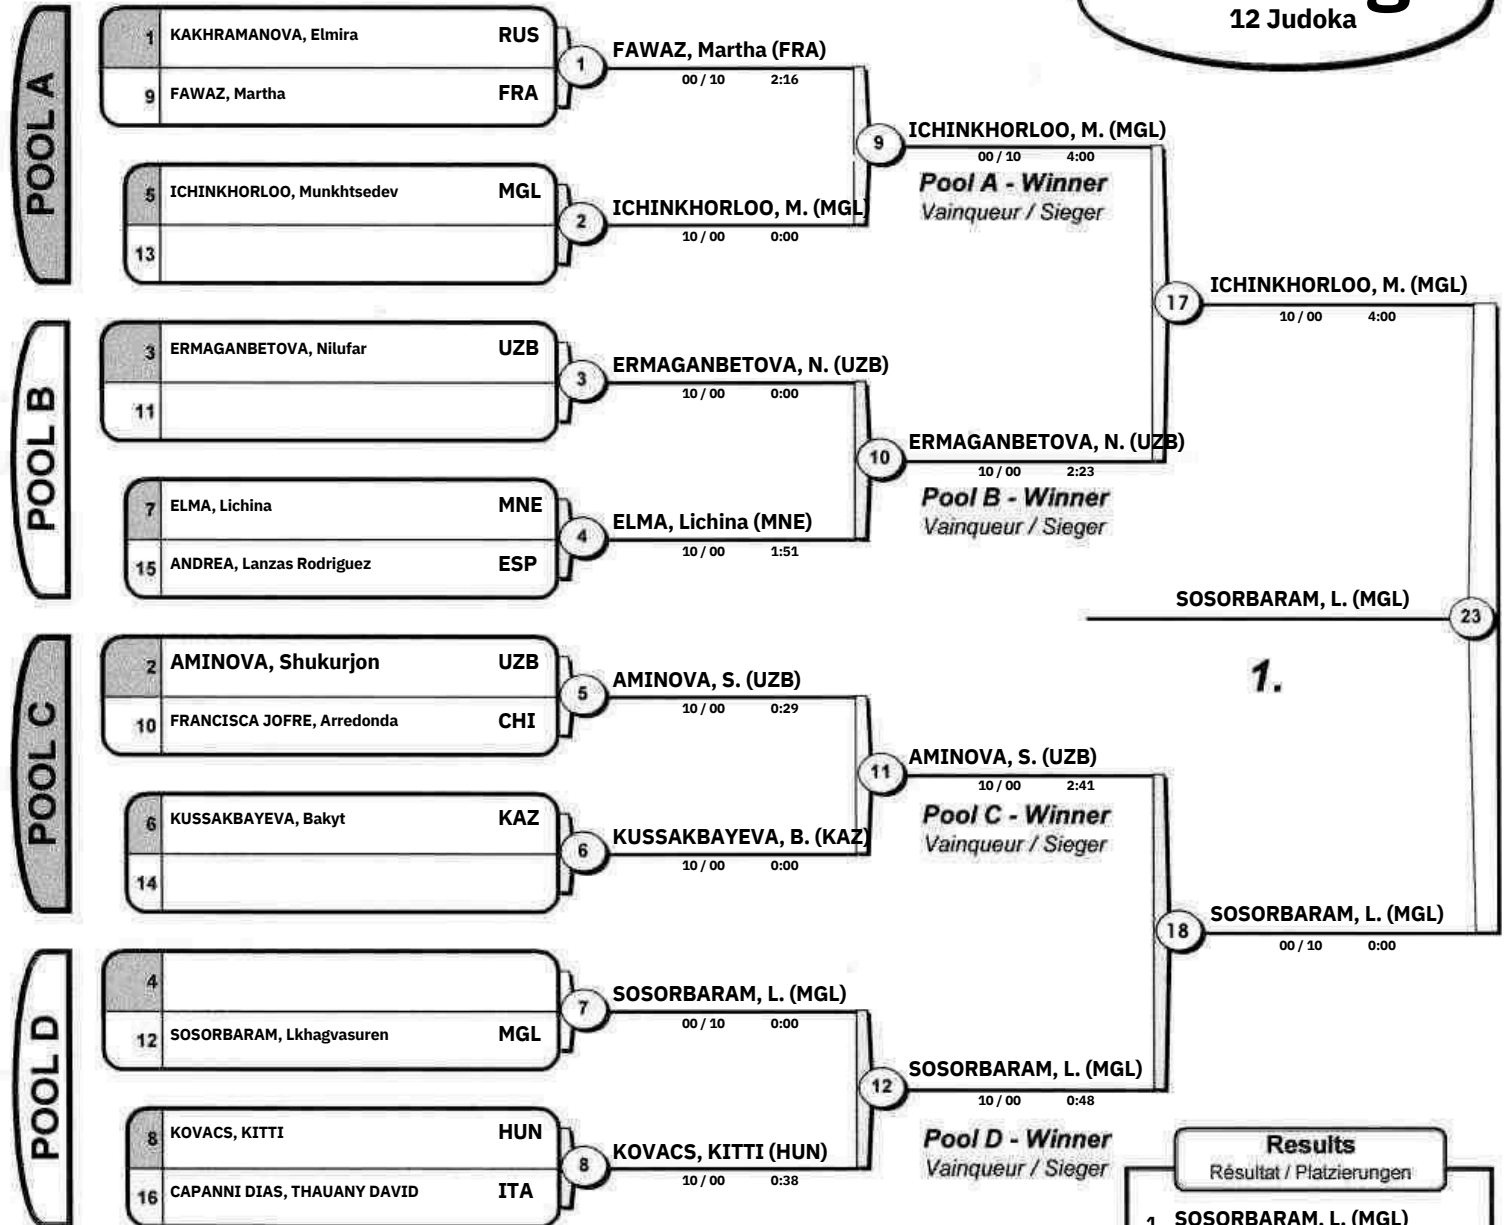 12 Judoka
POOL A
1 KAKHRAMANOVA, Elmira RUS
9 FAWAZ, Martha FRA
1
FAWAZ, Martha (FRA)
00 / 10 2:16
5 ICHINKHORLOO, Munkhtsedev MGL
13
2
ICHINKHORLOO, M. (MGL)
10 / 00 0:00
9
ICHINKHORLOO, M. (MGL)
00 / 10 4:00
Pool A - Winner
Vainqueur / Sieger
POOL B
3 ERMAGANBETOVA, Nilufar UZB
11
3
ERMAGANBETOVA, N. (UZB)
10 / 00 0:00
7 ELMA, Lichina MNE
15 ANDREA, Lanzas Rodriguez ESP
4
ELMA, Lichina (MNE)
10 / 00 1:51
10
ERMAGANBETOVA, N. (UZB)
10 / 00 2:23
Pool B - Winner
Vainqueur / Sieger
17
ICHINKHORLOO, M. (MGL)
10 / 00 4:00
SOSORBARAM, L. (MGL)
23
1.
POOL C
2 AMINOVA, Shukurjon UZB
10 FRANCISCA JOFRE, Arredonda CHI
5
AMINOVA, S. (UZB)
10 / 00 0:29
6 KUSSAKBAYEVA, Bakyt KAZ
14
6
KUSSAKBAYEVA, B. (KAZ)
10 / 00 0:00
11
AMINOVA, S. (UZB)
10 / 00 2:41
Pool C - Winner
Vainqueur / Sieger
18
SOSORBARAM, L. (MGL)
00 / 10 0:00
POOL D
4
12 SOSORBARAM, Lkhagvasuren MGL
7
SOSORBARAM, L. (MGL)
00 / 10 0:00
8 KOVACS, KITTI HUN
16 CAPANNI DIAS, THAUANY DAVID ITA
8
KOVACS, KITTI (HUN)
10 / 00 0:38
12
SOSORBARAM, L. (MGL)
10 / 00 0:48
Pool D - Winner
Vainqueur / Sieger
Results
Résultat / Platzierungen
1. SOSORBARAM, L. (MGL)